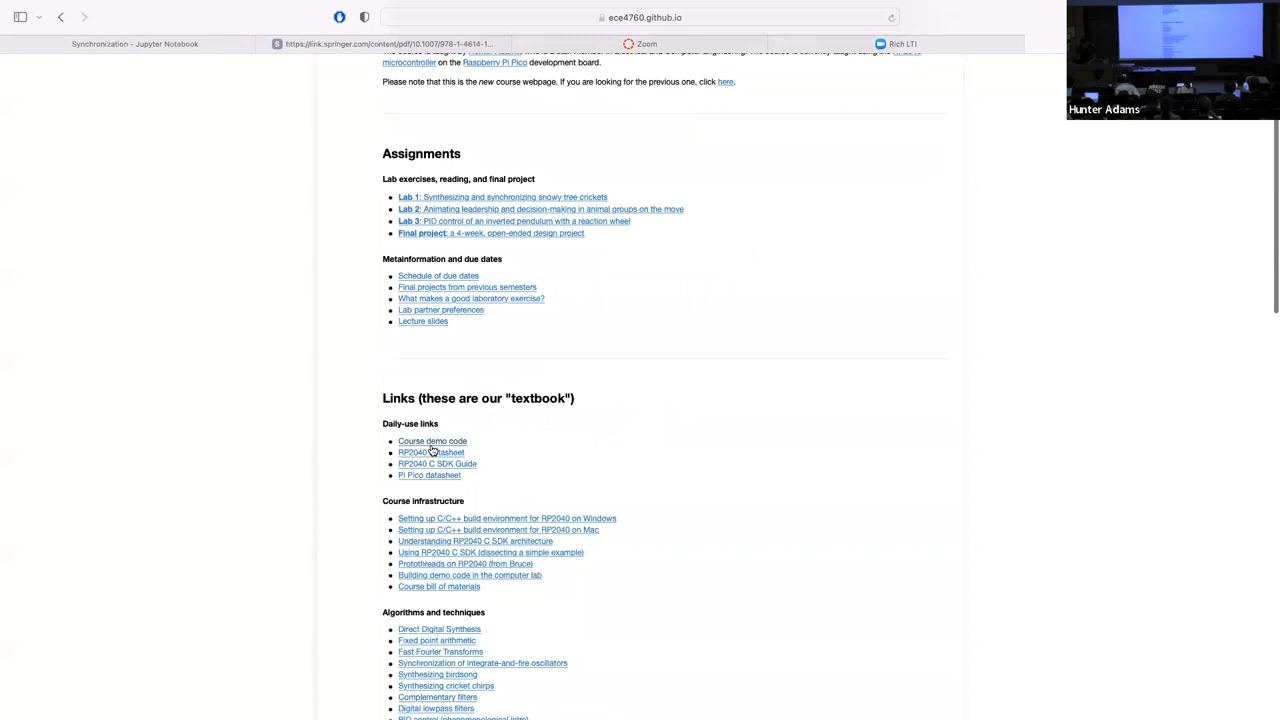 ece4760.github.io
Synchronization - Jupyter Notebook
https://link.springer.com/content/pdf/10.1007/978-1-4614-1...
Zoom
Rich LTI
Hunter Adams
microcontroller on the Raspberry Pi Pico development board.
Please note that this is the new course webpage. If you are looking for the previous one, click here.
Assignments
Lab exercises, reading, and final project
Lab 1: Synthesizing and synchronizing snowy tree crickets
Lab 2: Animating leadership and decision-making in animal groups on the move
Lab 3: PID control of an inverted pendulum with a reaction wheel
Final project: a 4-week, open-ended design project
Metainformation and due dates
Schedule of due dates
Final projects from previous semesters
What makes a good laboratory exercise?
Lab partner preferences
Lecture slides
Links (these are our "textbook")
Daily-use links
Course demo code
RP2040 datasheet
RP2040 C SDK Guide
Pi Pico datasheet
Course infrastructure
Setting up C/C++ build environment for RP2040 on Windows
Setting up C/C++ build environment for RP2040 on Mac
Understanding RP2040 C SDK architecture
Using RP2040 C SDK (dissecting a simple example)
Protothreads on RP2040 (from Bruce)
Building demo code in the computer lab
Course bill of materials
Algorithms and techniques
Direct Digital Synthesis
Fixed point arithmetic
Fast Fourier Transforms
Synchronization of integrate-and-fire oscillators
Synthesizing birdsong
Synthesizing cricket chirps
Complementary filters
Digital lowpass filters
PID control (phenomenological intro)